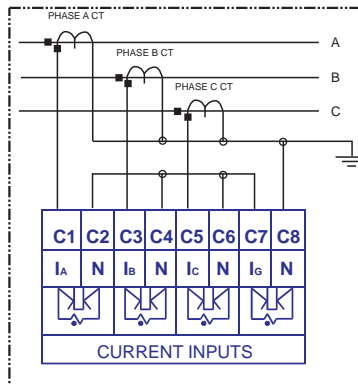 PHASE A CT
A
PHASE B CT
B
PHASE C CT
C
C1 C2 C3 C4 C5 C6 C7 C8
IA N IB N IC N IG N
CURRENT INPUTS